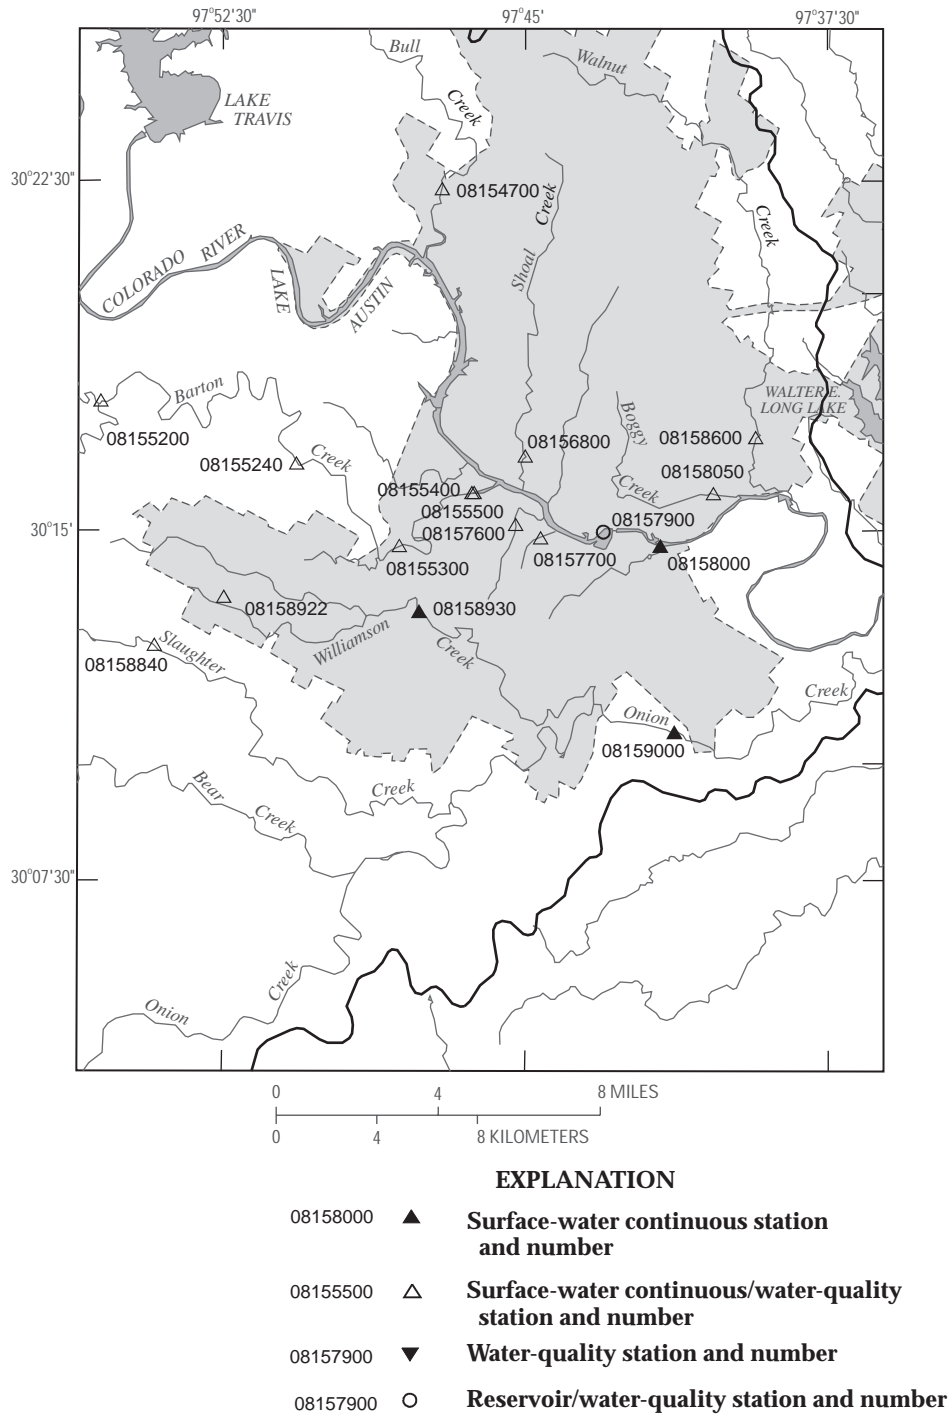 97°52'30"
97°45'
97°37'30"
Bull
Walnut
LAKE
TRAVIS
Creek
30°22'30"
08154700
Creek
Creek
COLORADO RIVER
Shoal
LAKE
AUSTIN
Barton
WALTER E.
LONG LAKE
Boggy
08155200
08156800
08158600
08155240
Creek
08158050
08155400
Creek
08155500
08157900
30°15'
08157600
08157700
08158000
08155300
08158922
08158930
Williamson
Slaughter
Creek
08158840
Creek
Onion
08159000
Bear
Creek
Creek
30°07'30"
Creek
Onion
0 4 8 MILES
0 4 8 KILOMETERS
EXPLANATION
08158000 Surface-water continuous station
and number
08155500 Surface-water continuous/water-quality
station and number
08157900 Water-quality station and number
08157900 Reservoir/water-quality station and number